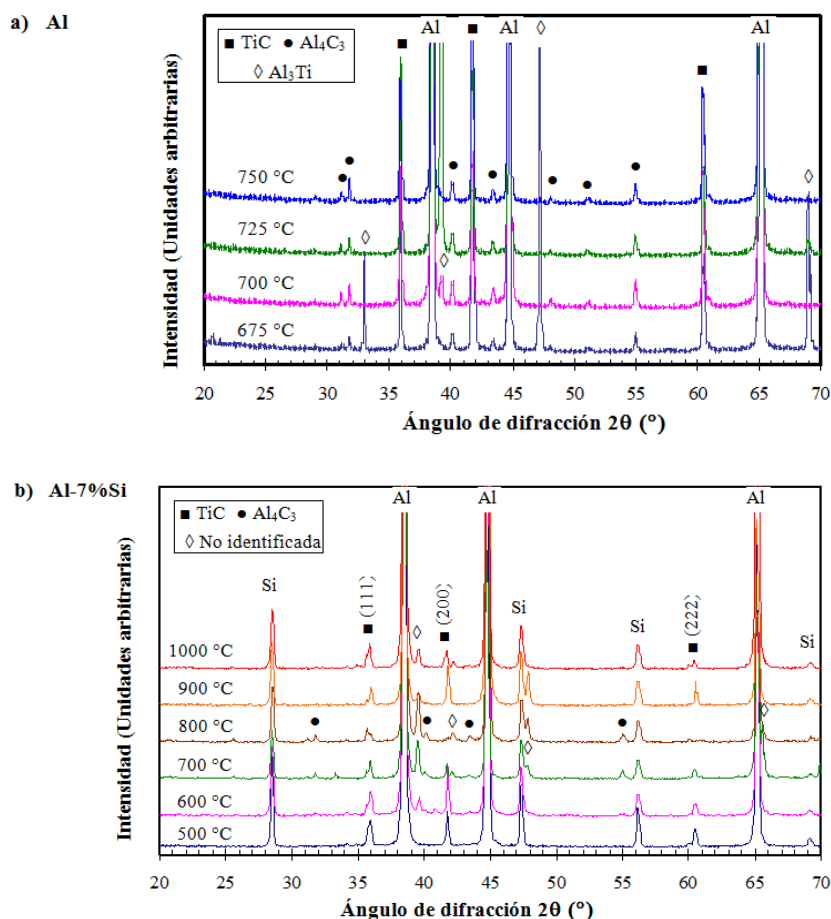 a) Al
Al ■ Al ◊ Al
■ TiC ● Al₄C₃
◊ Al₃Ti
750 °C
725 °C
700 °C
675 °C
Intensidad (Unidades arbitrarias)
20 25 30 35 40 45 50 55 60 65 70
Ángulo de difracción 2θ (°)
b) Al-7%Si
■ TiC ● Al₄C₃
◊ No identificada
Al Al Al
Si (111) (200) Si Si (222)
1000 °C
900 °C
800 °C
700 °C
600 °C
500 °C
Intensidad (Unidades arbitrarias)
20 25 30 35 40 45 50 55 60 65 70
Ángulo de difracción 2θ (°)